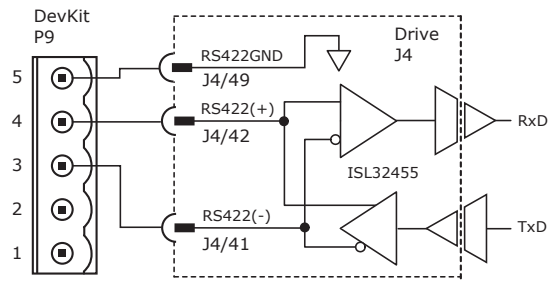 DevKit
P9
5
4
3
2
1
RS422GND
J4/49
RS422(+)
J4/42
RS422(-)
J4/41
Drive
J4
ISL32455
RxD
TxD